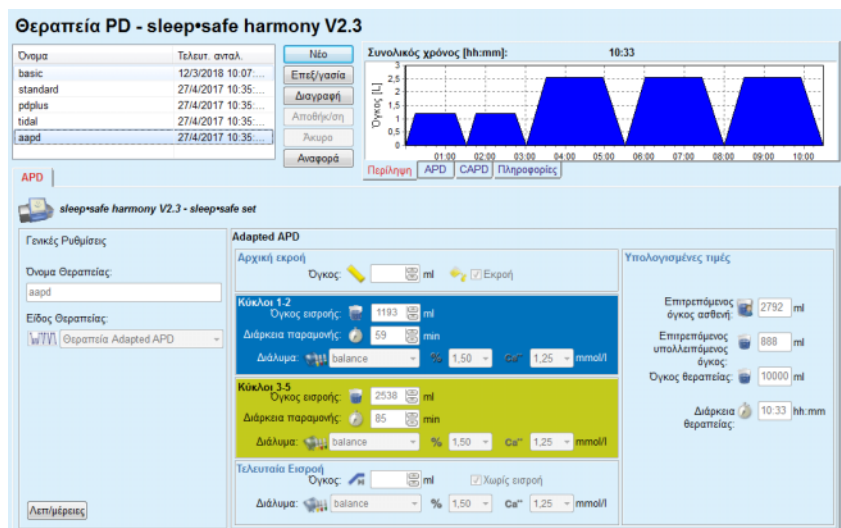 Θεραπεία PD - sleep•safe harmony V2.3
Όνομα Τελευτ. ανταλ.
basic 12/3/2018 10:07:...
standard 27/4/2017 10:35:...
pdplus 27/4/2017 10:35:...
tidal 27/4/2017 10:35:...
aapd 27/4/2017 10:35:...
Νέο
Επεξ/γασία
Διαγραφή
Αποθήκ/ση
Άκυρο
Αναφορά
Συνολικός χρόνος [hh:mm]: 10:33
Όγκος [L]
3
2,5
2
1,5
1
0,5
0
01:00 02:00 03:00 04:00 05:00 06:00 07:00 08:00 09:00 10:00
Περίληψη APD CAPD Πληροφορίες
APD
sleep•safe harmony V2.3 - sleep•safe set
Γενικές Ρυθμίσεις
Όνομα Θεραπείας:
aapd
Είδος Θεραπείας:
Θεραπεία Adapted APD
Λεπ/μέρειες
Adapted APD
Αρχική εκροή
Όγκος: ml Εκροή
Κύκλοι 1-2
Όγκος εισροής: 1193 ml
Διάρκεια παραμονής: 59 min
Διάλυμα: balance % 1,50 Ca⁺⁺ 1,25 mmol/l
Κύκλοι 3-5
Όγκος εισροής: 2538 ml
Διάρκεια παραμονής: 85 min
Διάλυμα: balance % 1,50 Ca⁺⁺ 1,25 mmol/l
Τελευταία Εισροή
Όγκος: ml Χωρίς εισροή
Διάλυμα: balance % 1,50 Ca⁺⁺ 1,25 mmol/l
Υπολογισμένες τιμές
Επιτρεπόμενος
όγκος ασθενή: 2792 ml
Επιτρεπόμενος
υπολλειπόμενος 888 ml
όγκος:
Όγκος θεραπείας: 10000 ml
Διάρκεια 10:33 hh:mm
θεραπείας: